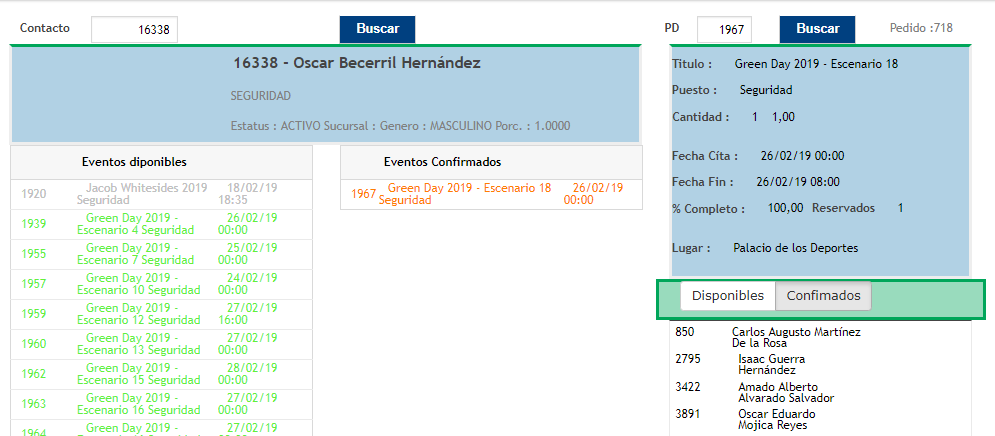 Contacto 16338 Buscar
16338 - Oscar Becerril Hernández
SEGURIDAD
Estatus : ACTIVO Sucursal : Genero : MASCULINO Porc. : 1.0000
Eventos diponibles
1920 Jacob Whitesides 2019 18/02/19
Seguridad 18:35
1939 Green Day 2019 - 26/02/19
Escenario 4 Seguridad 00:00
1955 Green Day 2019 - 25/02/19
Escenario 7 Seguridad 00:00
1957 Green Day 2019 - 24/02/19
Escenario 10 Seguridad 00:00
1959 Green Day 2019 - 27/02/19
Escenario 12 Seguridad 16:00
1960 Green Day 2019 - 27/02/19
Escenario 13 Seguridad 00:00
1962 Green Day 2019 - 28/02/19
Escenario 15 Seguridad 00:00
1963 Green Day 2019 - 27/02/19
Escenario 16 Seguridad 00:00
1964 Green Day 2019 - 27/02/19
Eventos Confirmados
1967 Green Day 2019 - Escenario 18 26/02/19
Seguridad 00:00
PD 1967 Buscar Pedido :718
Titulo : Green Day 2019 - Escenario 18
Puesto : Seguridad
Cantidad : 1 1,00
Fecha Cíta : 26/02/19 00:00
Fecha Fin : 26/02/19 08:00
% Completo : 100,00 Reservados 1
Lugar : Palacio de los Deportes
Disponibles Confimados
850 Carlos Augusto Martínez
De la Rosa
2795 Isaac Guerra
Hernández
3422 Amado Alberto
Alvarado Salvador
3891 Oscar Eduardo
Mojica Reyes